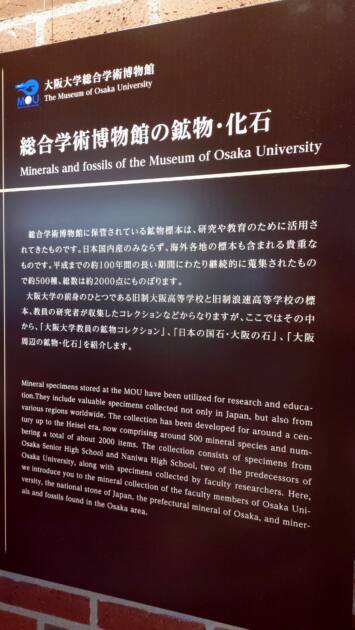 MOU
大阪大学総合学術博物館
The Museum of Osaka University
総合学術博物館の鉱物・化石
Minerals and fossils of the Museum of Osaka University
総合学術博物館に保管されている鉱物標本は、研究や教育のために活用さ
れてきたものです。日本国内産のみならず、海外各地の標本も含まれる貴重な
ものです。平成までの約100年間の長い期間にわたり継続的に蒐集されたもの
で約500種、総数は約2000点にものぼります。
大阪大学の前身のひとつである旧制大阪高等学校と旧制浪速高等学校の標
本、教員の研究者が収集したコレクションなどからなりますが、ここではその中
から、「大阪大学教員の鉱物コレクション」、「日本の国石・大阪の石」、「大阪
周辺の鉱物・化石」を紹介します。
Mineral specimens stored at the MOU have been utilized for research and educa-
tion.They include valuable specimens collected not only in Japan, but also from
various regions worldwide. The collection has been developed for around a cen-
tury up to the Heisei era, now comprising around 500 mineral species and num-
bering a total of about 2000 items. The collection consists of specimens from
Osaka Senior High School and Naniwa High School, two of the predecessors of
Osaka University, along with specimens collected by faculty researchers. Here,
we introduce you to the mineral collection of the faculty members of Osaka Uni-
versity, the national stone of Japan, the prefectural mineral of Osaka, and miner-
als and fossils found in the Osaka area.